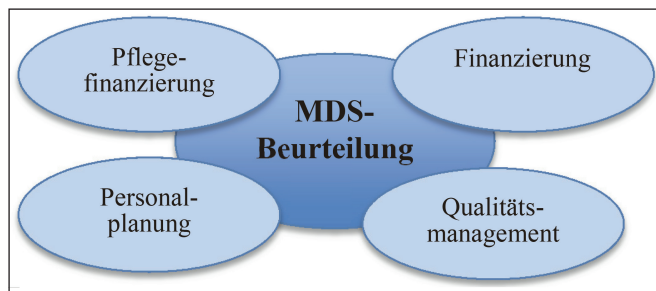 Pflege-
finanzierung
Finanzierung
MDS-
Beurteilung
Personal-
planung
Qualitäts-
management